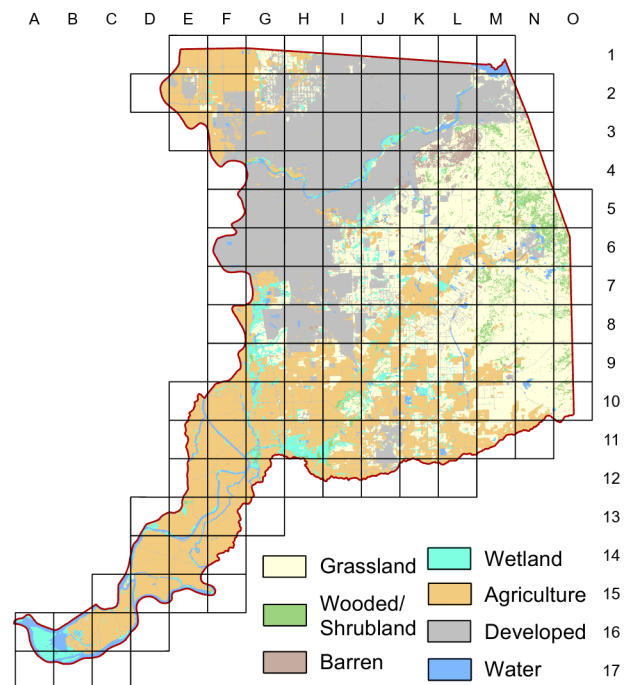 A B C D E F G H I J K L M N O
1
2
3
4
5
6
7
8
9
10
11
12
13
14
15
16
17
Grassland
Wooded/
Shrubland
Barren
Wetland
Agriculture
Developed
Water